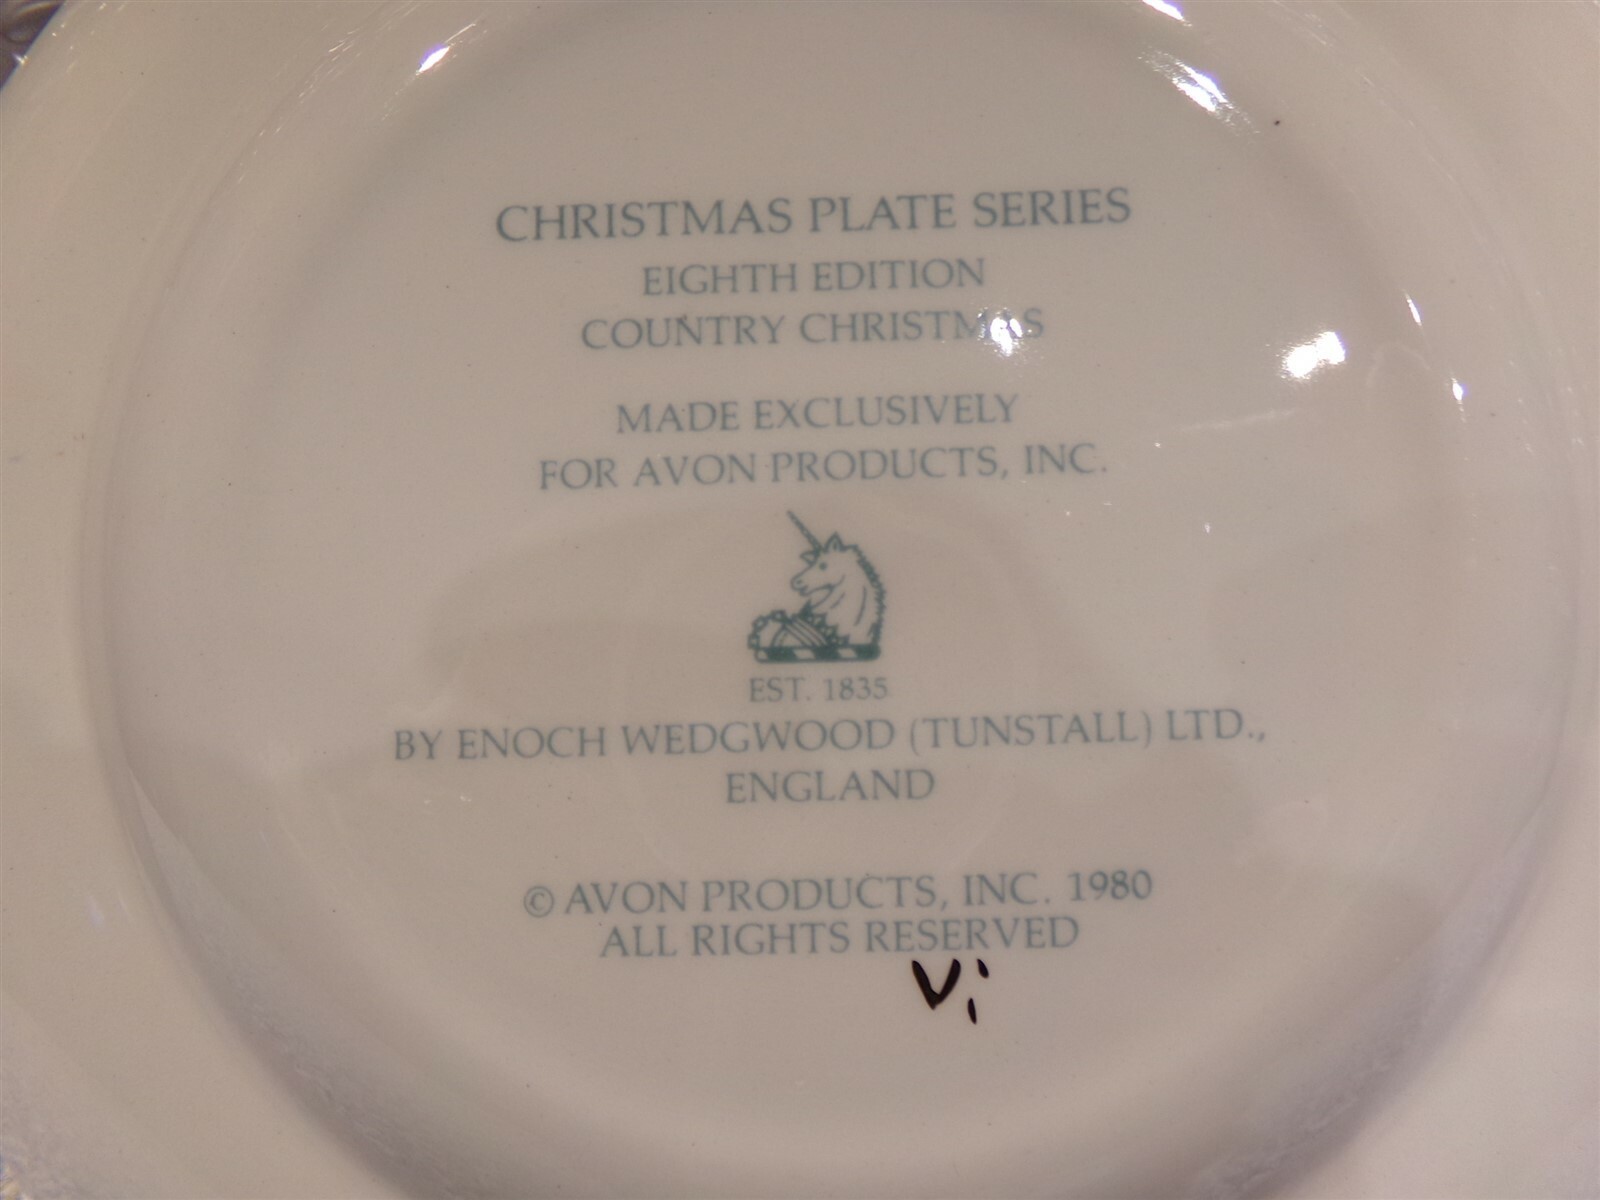 CHRISTMAS PLATE SERIES
EIGHTH EDITION
COUNTRY CHRISTMAS
MADE EXCLUSIVELY
FOR AVON PRODUCTS, INC.
EST. 1835
BY ENOCH WEDGWOOD (TUNSTALL) LTD.,
ENGLAND
© AVON PRODUCTS, INC. 1980
ALL RIGHTS RESERVED